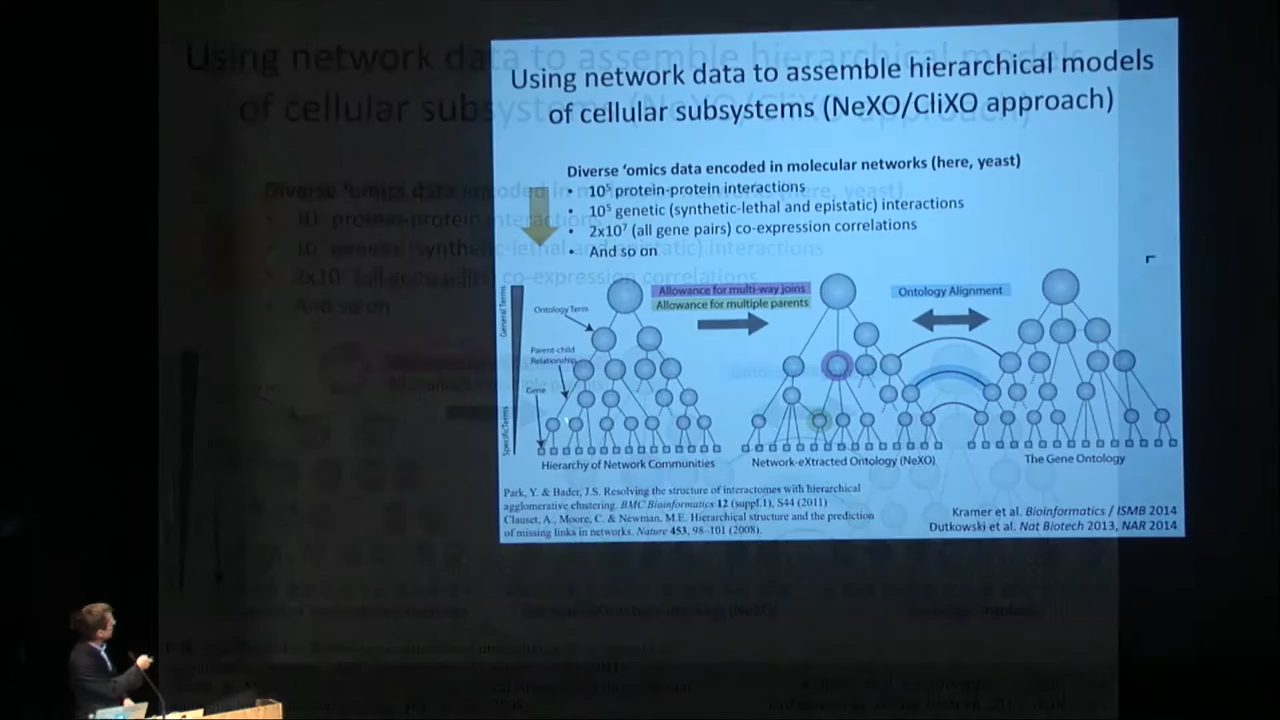 Using network data to assemble hierarchical models
of cellular subsystems (NeXO/CliXO approach)
Diverse ‘omics data encoded in molecular networks (here, yeast)
• 10⁵ protein-protein interactions
• 10⁵ genetic (synthetic-lethal and epistatic) interactions
• 2x10⁷ (all gene pairs) co-expression correlations
• And so on
General Terms
Specific Terms
Ontology Term
Parent-child
Relationship
Gene
Allowance for multi-way joins
Allowance for multiple parents
Ontology Alignment
Hierarchy of Network Communities
Network-eXtracted Ontology (NeXO)
The Gene Ontology
Park, Y. & Bader, J.S. Resolving the structure of interactomes with hierarchical
agglomerative clustering. BMC Bioinformatics 12 (suppl.1), S44 (2011)
Clauset, A., Moore, C. & Newman, M.E. Hierarchical structure and the prediction
of missing links in networks. Nature 453, 98–101 (2008).
Kramer et al. Bioinformatics / ISMB 2014
Dutkowski et al. Nat Biotech 2013, NAR 2014